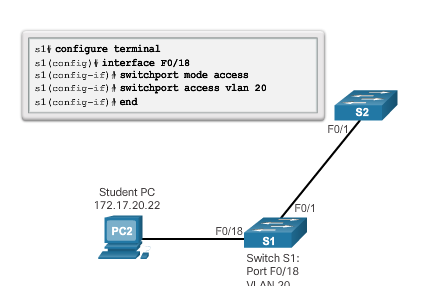 s1# configure terminal
s1(config)# interface F0/18
s1(config-if)# switchport mode access
s1(config-if)# switchport access vlan 20
s1(config-if)# end
S2
F0/1
Student PC
172.17.20.22
PC2
F0/18
F0/1
S1
Switch S1:
Port F0/18
VLAN 20